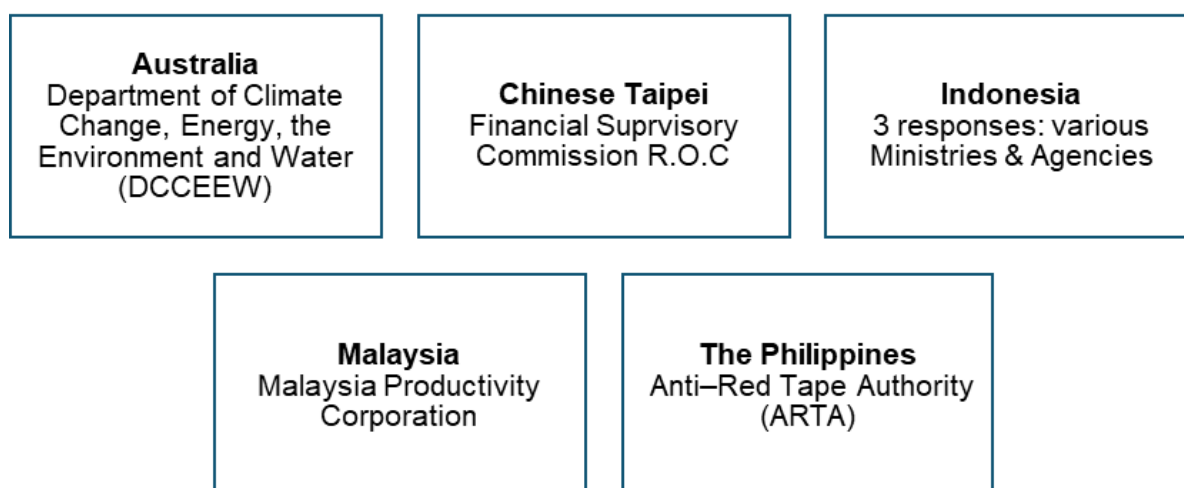 Australia
Department of Climate
Change, Energy, the
Environment and Water
(DCCEEW)
Chinese Taipei
Financial Suprvisory
Commission R.O.C
Indonesia
3 responses: various
Ministries & Agencies
Malaysia
Malaysia Productivity
Corporation
The Philippines
Anti–Red Tape Authority
(ARTA)